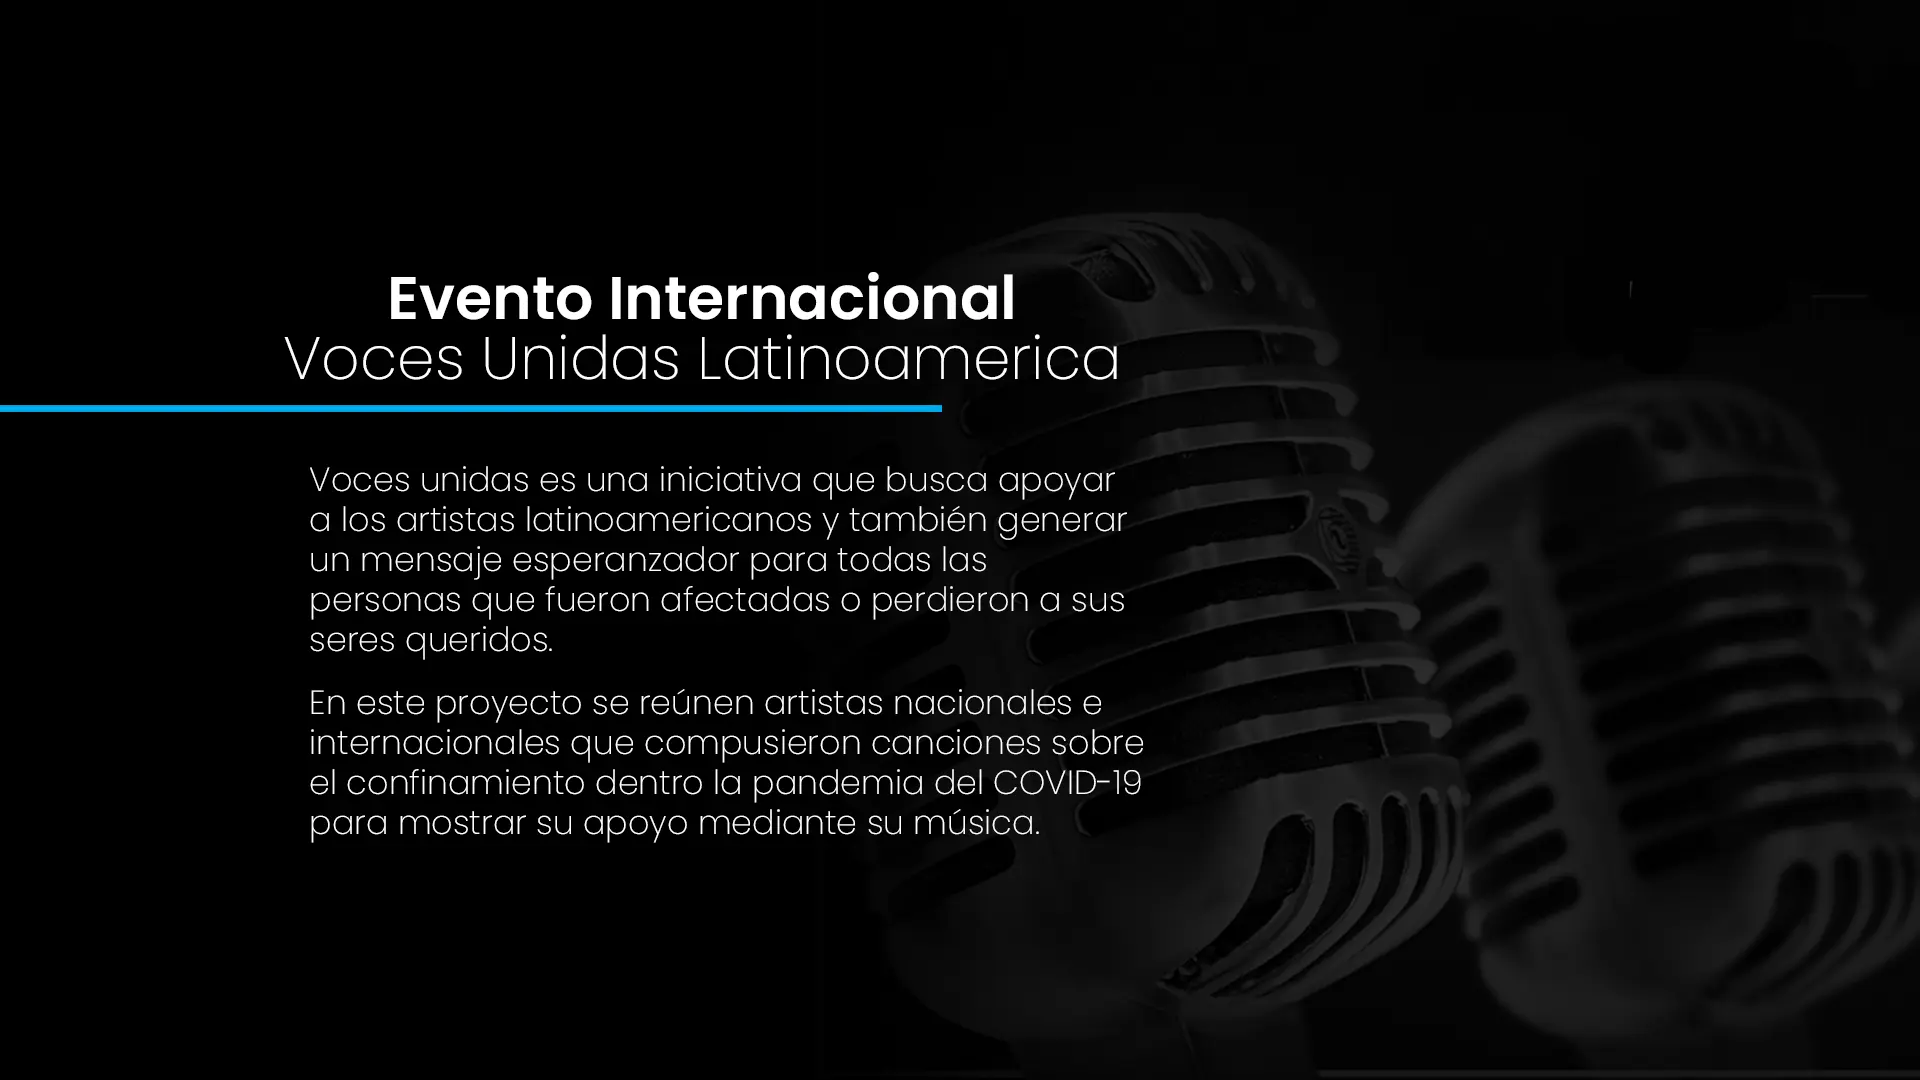 Evento Internacional
Voces Unidas Latinoamerica
Voces unidas es una iniciativa que busca apoyar
a los artistas latinoamericanos y también generar
un mensaje esperanzador para todas las
personas que fueron afectadas o perdieron a sus
seres queridos.
En este proyecto se reúnen artistas nacionales e
internacionales que compusieron canciones sobre
el confinamiento dentro la pandemia del COVID-19
para mostrar su apoyo mediante su música.